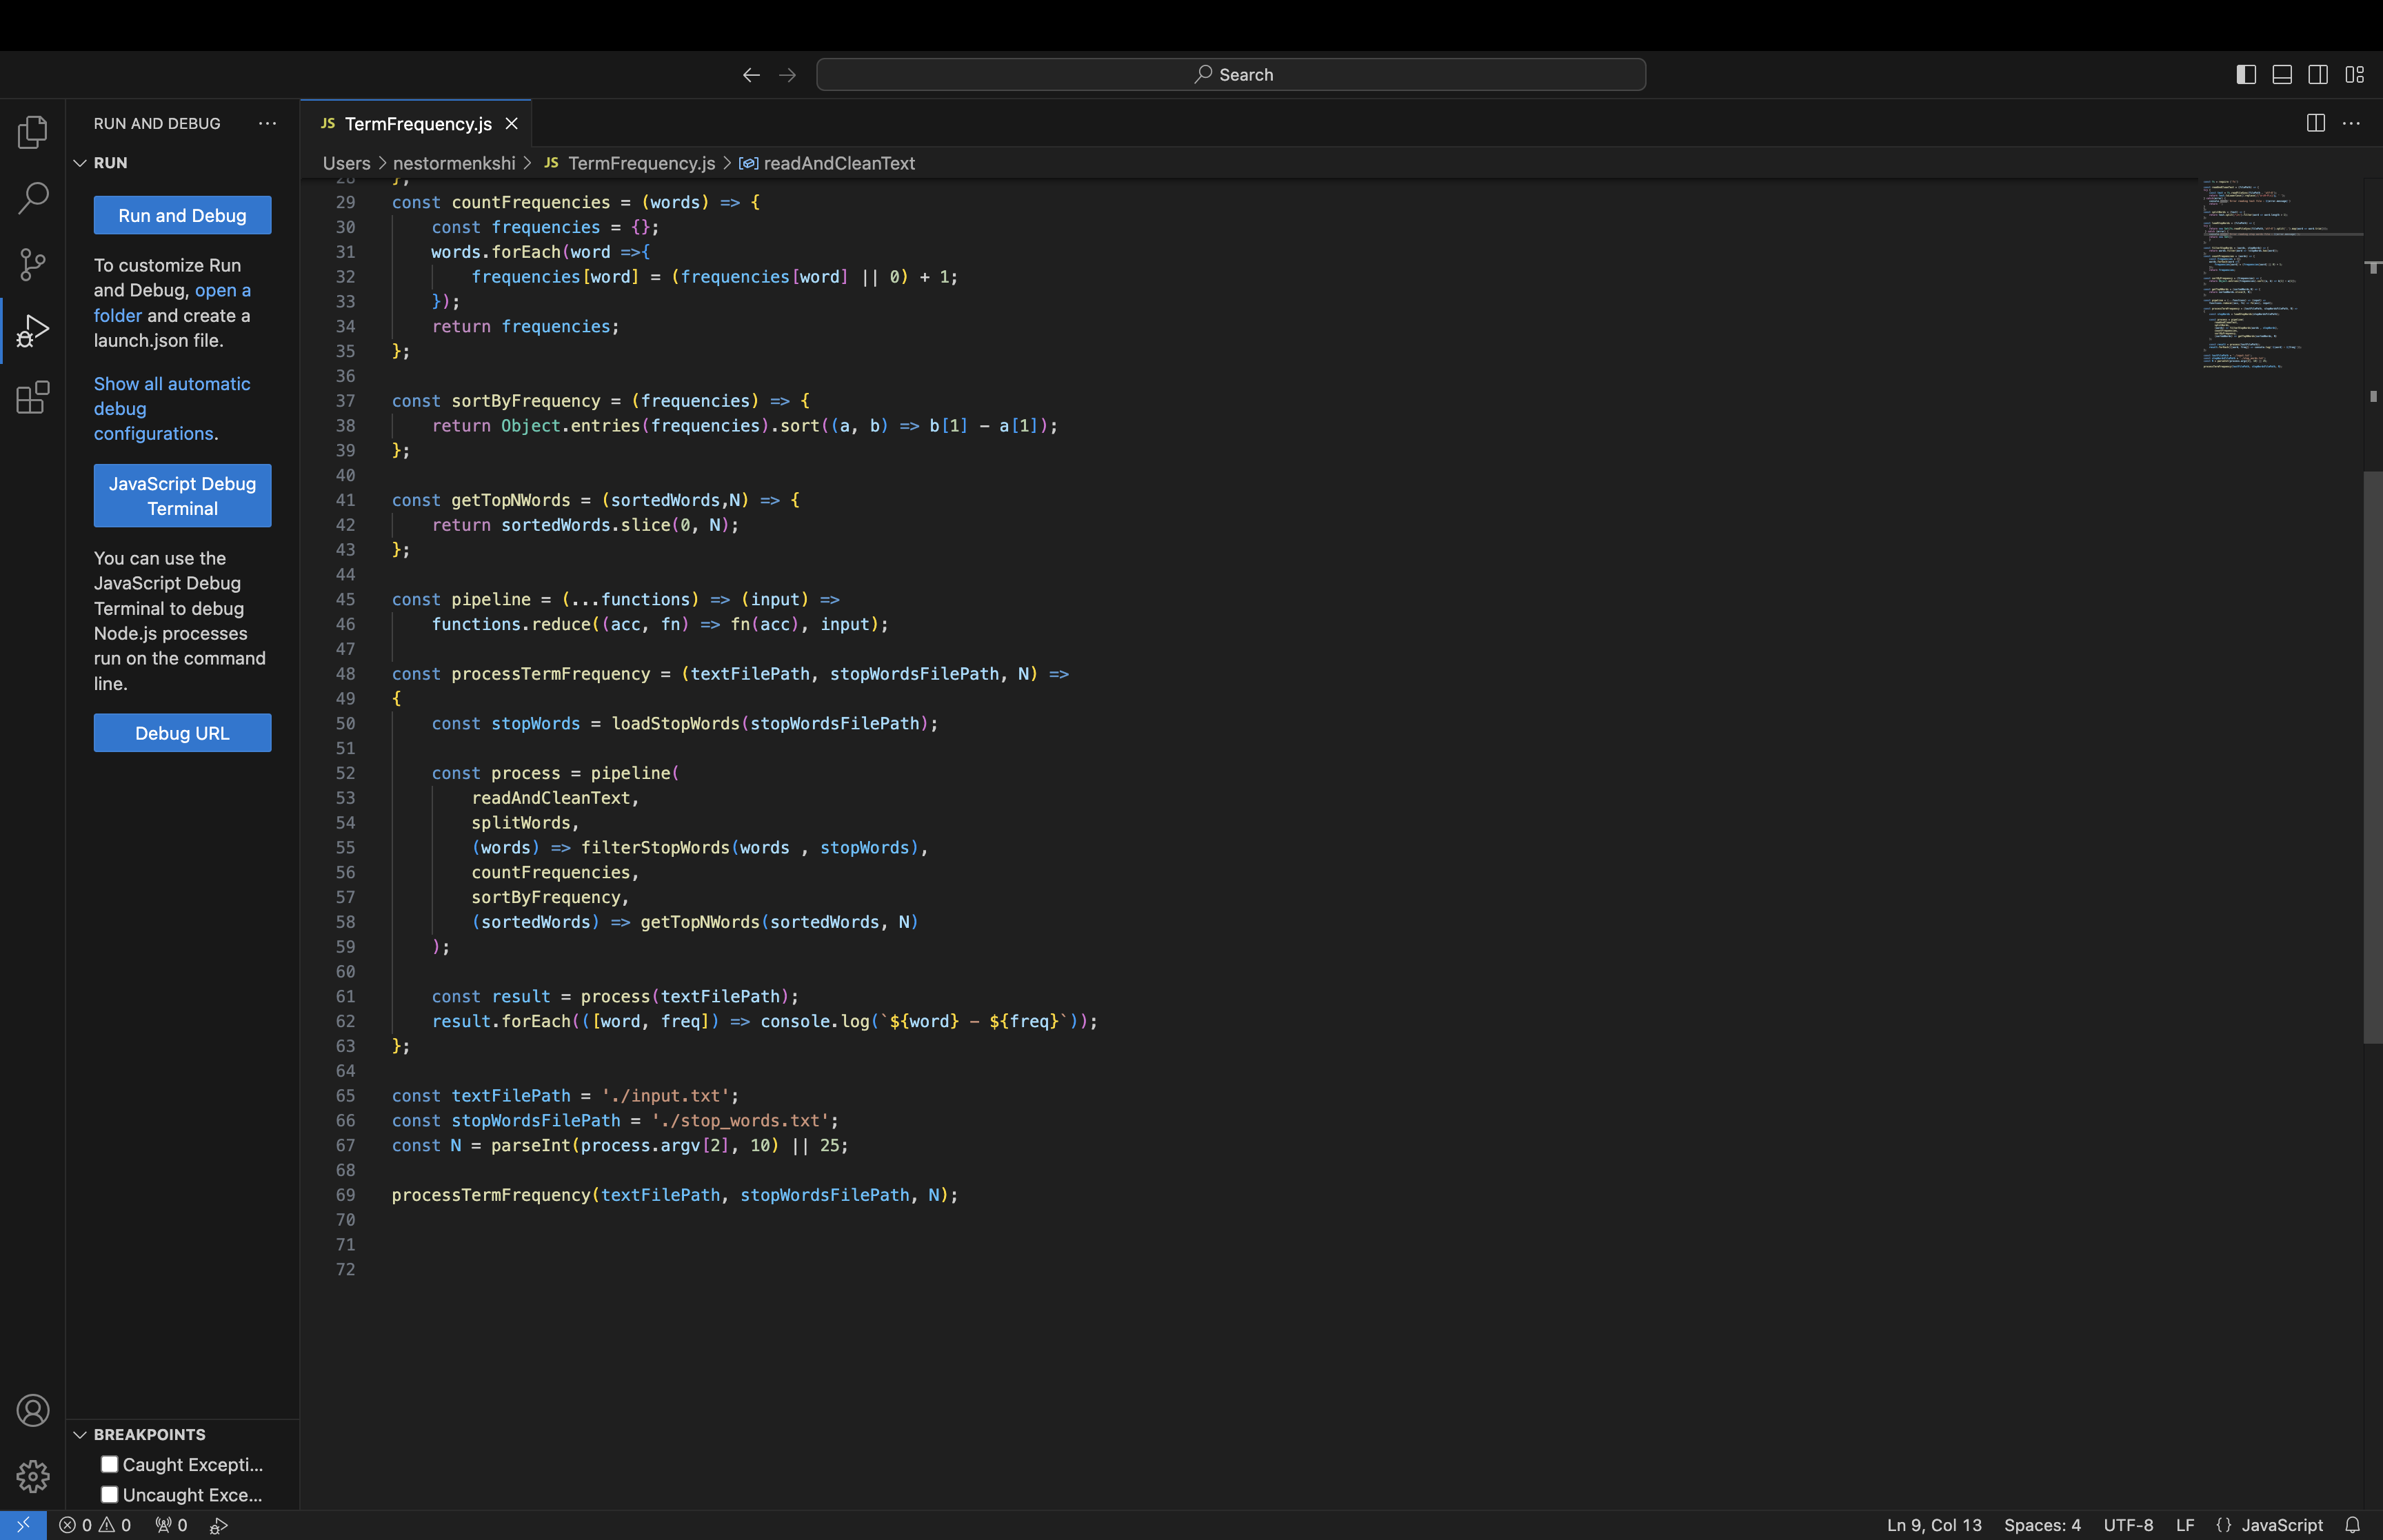 Search
RUN AND DEBUG ...
RUN
Run and Debug
To customize Run
and Debug, open a
folder and create a
launch.json file.
Show all automatic
debug
configurations.
JavaScript Debug
Terminal
You can use the
JavaScript Debug
Terminal to debug
Node.js processes
run on the command
line.
Debug URL
BREAKPOINTS
Caught Excepti...
Uncaught Exce...
JS TermFrequency.js
Users > nestormenkshi > JS TermFrequency.js > readAndCleanText
28 };
29 const countFrequencies = (words) => {
30     const frequencies = {};
31     words.forEach(word =>{
32         frequencies[word] = (frequencies[word] || 0) + 1;
33     });
34     return frequencies;
35 };
36
37 const sortByFrequency = (frequencies) => {
38     return Object.entries(frequencies).sort((a, b) => b[1] - a[1]);
39 };
40
41 const getTopNWords = (sortedWords,N) => {
42     return sortedWords.slice(0, N);
43 };
44
45 const pipeline = (...functions) => (input) =>
46     functions.reduce((acc, fn) => fn(acc), input);
47
48 const processTermFrequency = (textFilePath, stopWordsFilePath, N) =>
49 {
50     const stopWords = loadStopWords(stopWordsFilePath);
51
52     const process = pipeline(
53         readAndCleanText,
54         splitWords,
55         (words) => filterStopWords(words , stopWords),
56         countFrequencies,
57         sortByFrequency,
58         (sortedWords) => getTopNWords(sortedWords, N)
59     );
60
61     const result = process(textFilePath);
62     result.forEach(([word, freq]) => console.log(`${word} - ${freq}`));
63 };
64
65 const textFilePath = './input.txt';
66 const stopWordsFilePath = './stop_words.txt';
67 const N = parseInt(process.argv[2], 10) || 25;
68
69 processTermFrequency(textFilePath, stopWordsFilePath, N);
70
71
72
0 0 0
Ln 9, Col 13 Spaces: 4 UTF-8 LF {} JavaScript